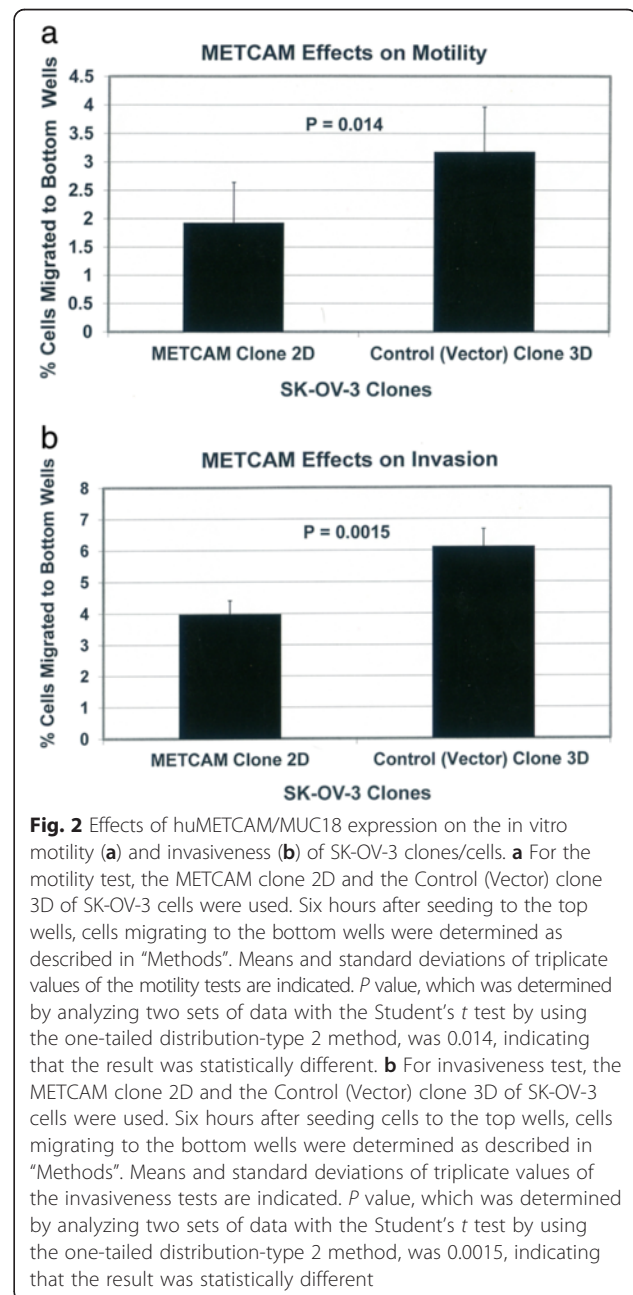 a
METCAM Effects on Motility
% Cells Migrated to Bottom Wells
4.5
4
3.5
3
2.5
2
1.5
1
0.5
0
P = 0.014
METCAM Clone 2D Control (Vector) Clone 3D
SK-OV-3 Clones
b
METCAM Effects on Invasion
% Cells Migrated to Bottom Wells
8
7
6
5
4
3
2
1
0
P = 0.0015
METCAM Clone 2D Control (Vector) Clone 3D
SK-OV-3 Clones
Fig. 2 Effects of huMETCAM/MUC18 expression on the in vitro
motility (a) and invasiveness (b) of SK-OV-3 clones/cells. a For the
motility test, the METCAM clone 2D and the Control (Vector) clone
3D of SK-OV-3 cells were used. Six hours after seeding to the top
wells, cells migrating to the bottom wells were determined as
described in “Methods”. Means and standard deviations of triplicate
values of the motility tests are indicated. P value, which was determined
by analyzing two sets of data with the Student’s t test by using
the one-tailed distribution-type 2 method, was 0.014, indicating
that the result was statistically different. b For invasiveness test, the
METCAM clone 2D and the Control (Vector) clone 3D of SK-OV-3
cells were used. Six hours after seeding cells to the top wells, cells
migrating to the bottom wells were determined as described in
“Methods”. Means and standard deviations of triplicate values of
the invasiveness tests are indicated. P value, which was determined
by analyzing two sets of data with the Student’s t test by using
the one-tailed distribution-type 2 method, was 0.0015, indicating
that the result was statistically different